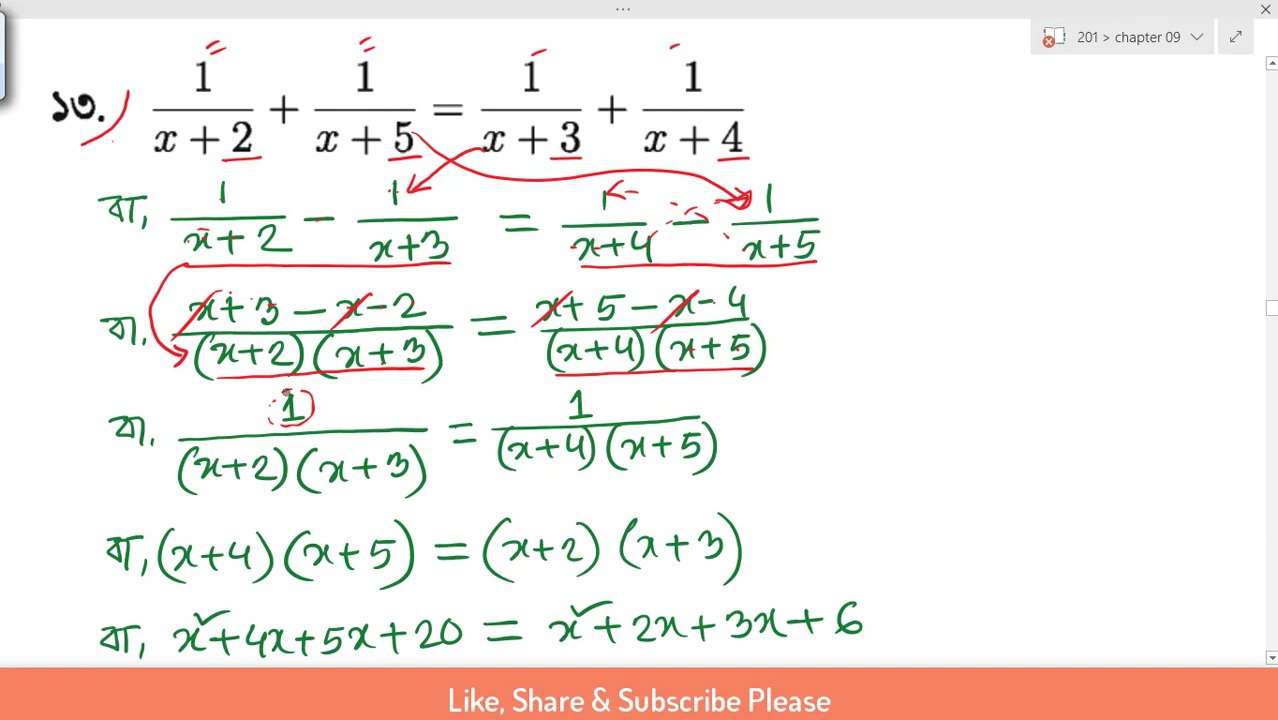 201 > chapter 09
১৩. 1/(x + 2) + 1/(x + 5) = 1/(x + 3) + 1/(x + 4)
বা, 1/(x+2) - 1/(x+3) = 1/(x+4) - 1/(x+5)
বা, (x+3-x-2)/((x+2)(x+3)) = (x+5-x-4)/((x+4)(x+5))
বা, 1/((x+2)(x+3)) = 1/((x+4)(x+5))
বা, (x+4)(x+5) = (x+2)(x+3)
বা, x²+4x+5x+20 = x²+2x+3x+6
Like, Share & Subscribe Please